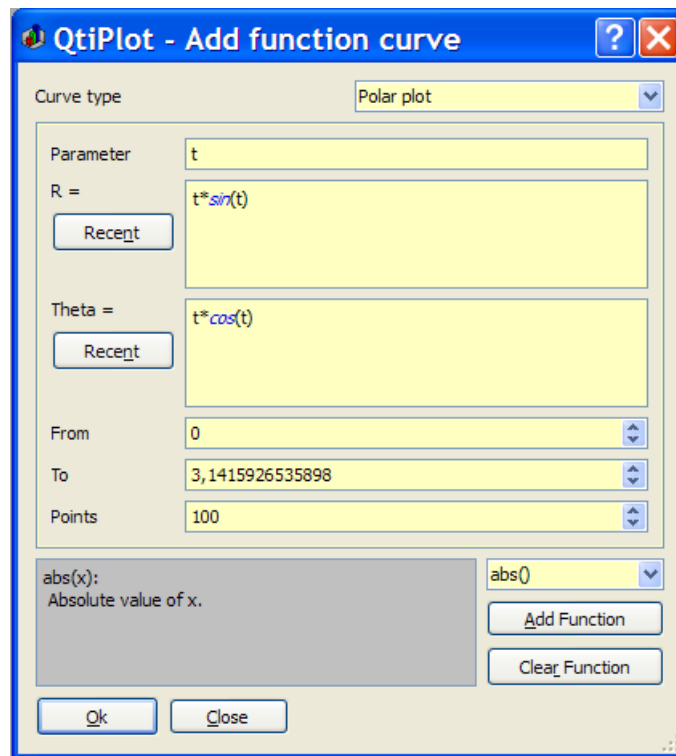 QtiPlot - Add function curve
Curve type Polar plot
Parameter t
R = t*sin(t)
Recent
Theta = t*cos(t)
Recent
From 0
To 3,1415926535898
Points 100
abs(x): abs()
Absolute value of x.
Add Function
Clear Function
Ok Close